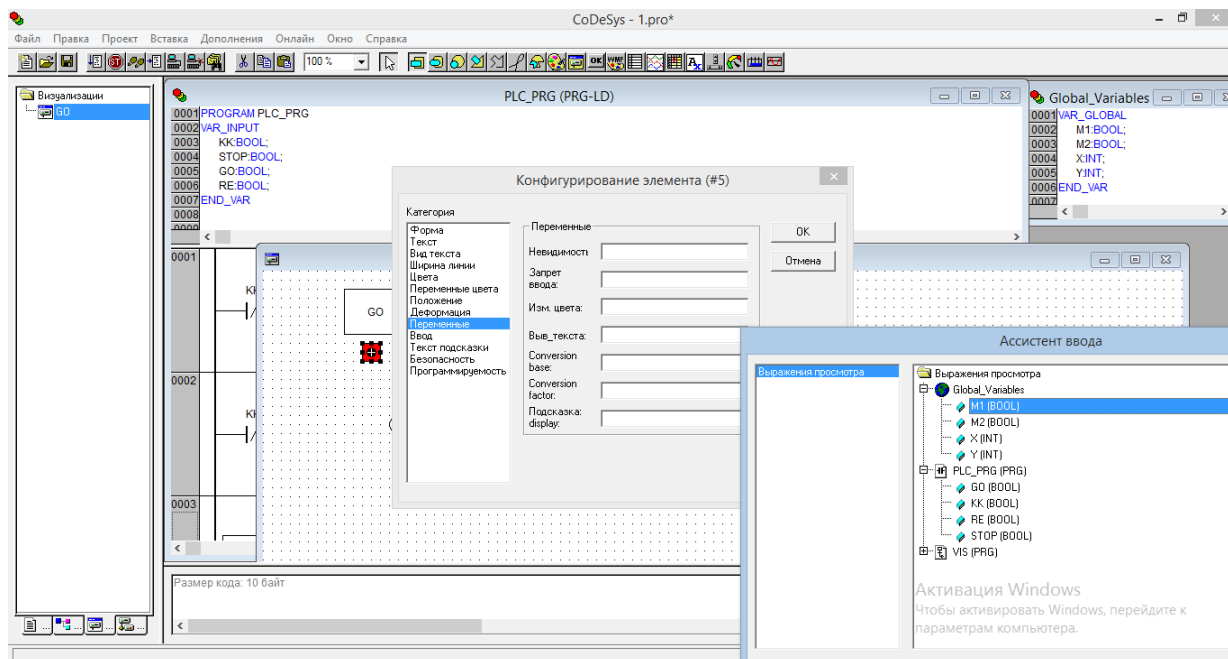 CoDeSys - 1.pro*
Файл Правка Проект Вставка Дополнения Онлайн Окно Справка
100 %
Визуализации
GO
PLC_PRG (PRG-LD)
0001 PROGRAM PLC_PRG
0002 VAR_INPUT
0003 KK:BOOL;
0004 STOP:BOOL;
0005 GO:BOOL;
0006 RE:BOOL;
0007 END_VAR
0008
Global_Variables
0001 VAR_GLOBAL
0002 M1:BOOL;
0003 M2:BOOL;
0004 X:INT;
0005 Y:INT;
0006 END_VAR
0007
0001
0002
0003
GO
Конфигурирование элемента (#5)
Категория
Форма
Текст
Вид текста
Ширина линии
Цвета
Переменные цвета
Положение
Деформация
Переменные
Ввод
Текст подсказки
Безопасность
Программируемость
Переменные
Невидимость
Запрет ввода:
Изм. цвета:
Выв_текста:
Conversion base:
Conversion factor:
Подсказка: display:
OK
Отмена
Ассистент ввода
Выражения просмотра
Выражения просмотра
Global_Variables
M1 (BOOL)
M2 (BOOL)
X (INT)
Y (INT)
PLC_PRG (PRG)
GO (BOOL)
KK (BOOL)
RE (BOOL)
STOP (BOOL)
VIS (PRG)
Активация Windows
Чтобы активировать Windows, перейдите к
параметрам компьютера.
Размер кода: 10 байт